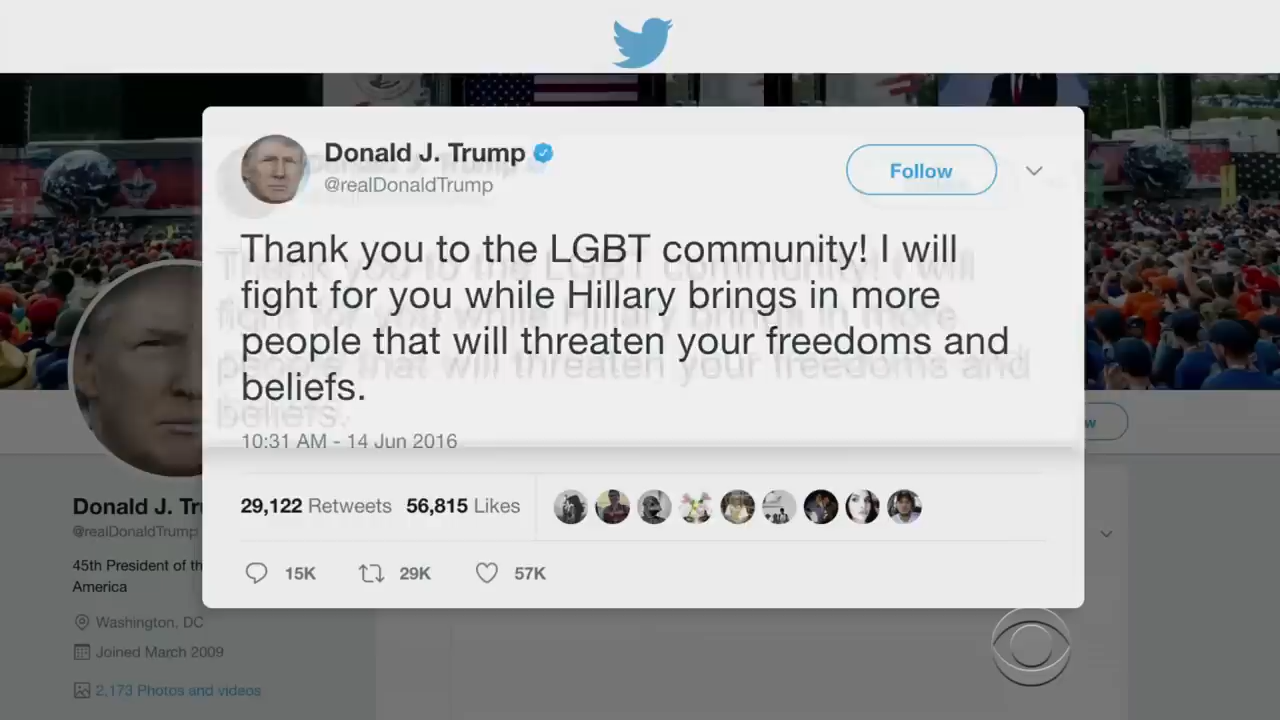 Donald J. Trump
@realDonaldTrump
Follow
Thank you to the LGBT community! I will
fight for you while Hillary brings in more
people that will threaten your freedoms and
beliefs.
10:31 AM - 14 Jun 2016
29,122 Retweets 56,815 Likes
15K 29K 57K
w
Donald J. Tr
@realDonaldTrump
45th President of th
America
Washington, DC
Joined March 2009
2,173 Photos and videos